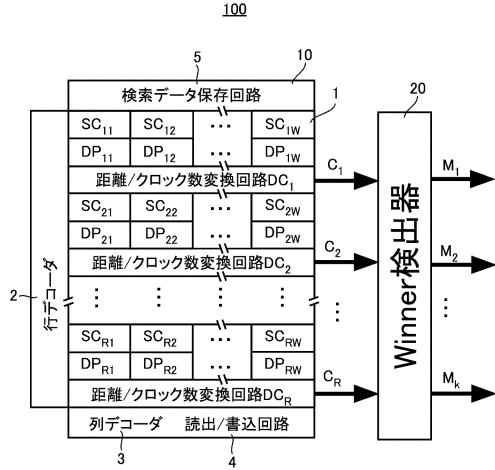 100
5
10
検索データ保存回路
1
20
SC11 SC12 … SC1W
DP11 DP12 … DP1W
距離/クロック数変換回路DC1
C1
M1
SC21 SC22 … SC2W
DP21 DP22 … DP2W
距離/クロック数変換回路DC2
C2
M2
2
行デコーダ
Winner検出器
SCR1 SCR2 … SCRW
DPR1 DPR2 … DPRW
距離/クロック数変換回路DCR
CR
Mk
列デコーダ 読出/書込回路
3
4